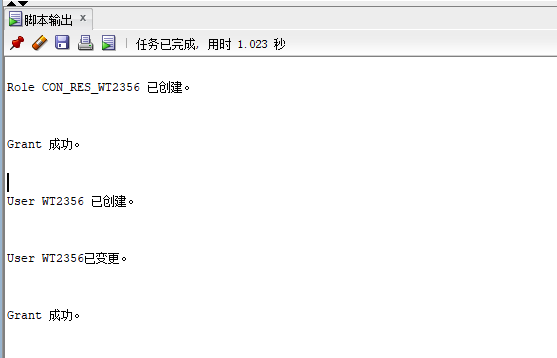 脚本输出 x
任务已完成, 用时 1.023 秒
Role CON_RES_WT2356 已创建。
Grant 成功。
User WT2356 已创建。
User WT2356已变更。
Grant 成功。